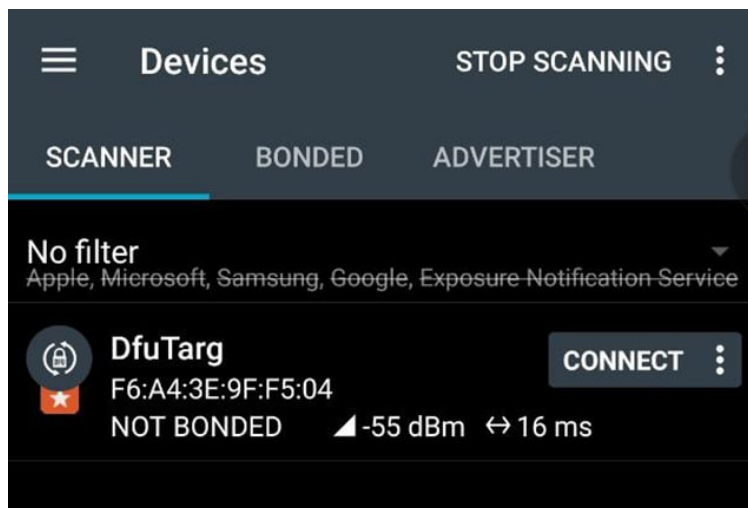 Devices STOP SCANNING
SCANNER BONDED ADVERTISER
No filter
Apple, Microsoft, Samsung, Google, Exposure Notification Service
DfuTarg CONNECT
F6:A4:3E:9F:F5:04
NOT BONDED -55 dBm 16 ms